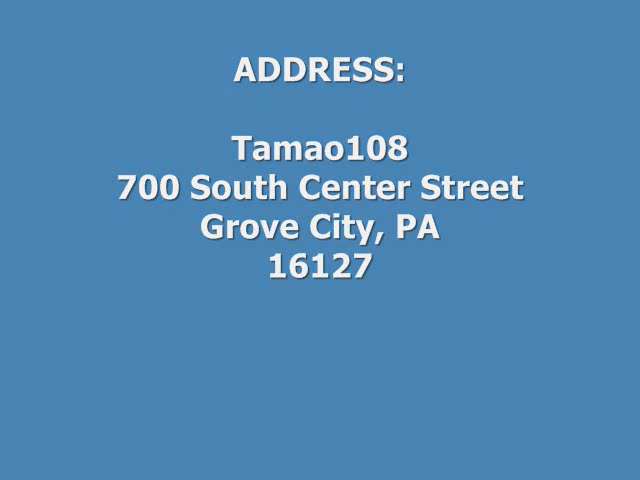 ADDRESS:
Tamao108
700 South Center Street
Grove City, PA
16127